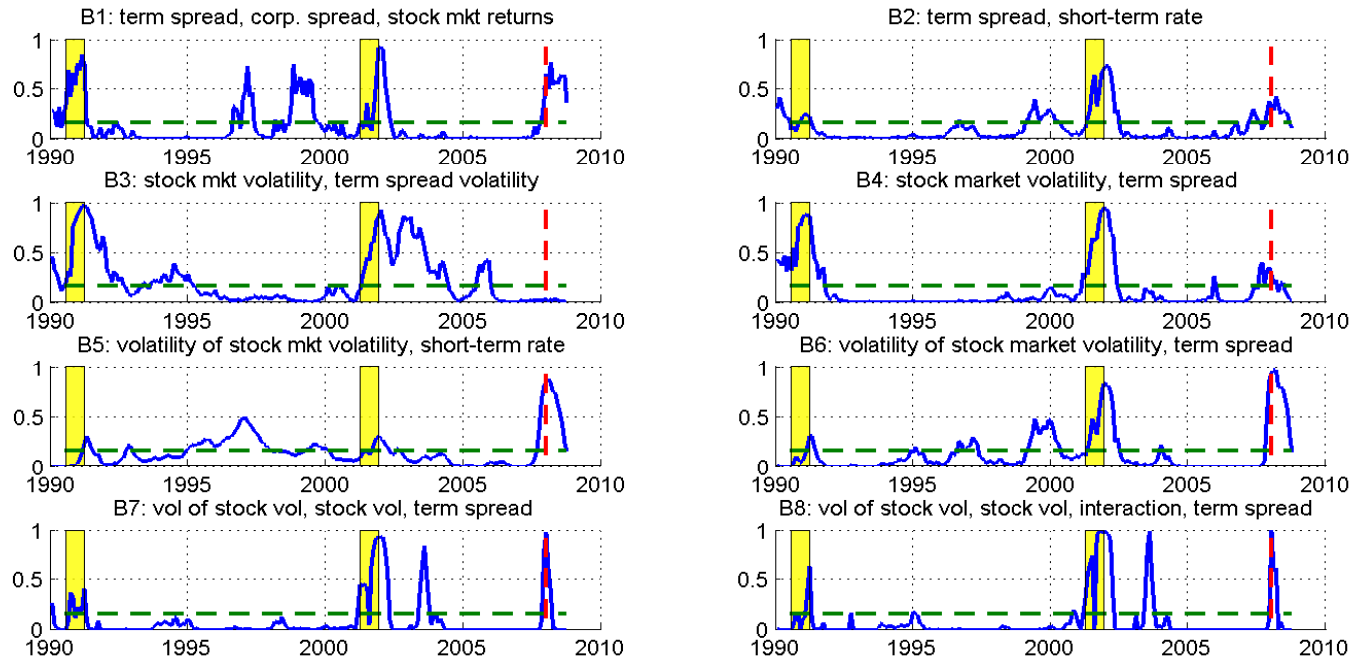 B1: term spread, corp. spread, stock mkt returns
1
0.5
0
1990 1995 2000 2005 2010
B2: term spread, short-term rate
1
0.5
0
1990 1995 2000 2005 2010
B3: stock mkt volatility, term spread volatility
1
0.5
0
1990 1995 2000 2005 2010
B4: stock market volatility, term spread
1
0.5
0
1990 1995 2000 2005 2010
B5: volatility of stock mkt volatility, short-term rate
1
0.5
0
1990 1995 2000 2005 2010
B6: volatility of stock market volatility, term spread
1
0.5
0
1990 1995 2000 2005 2010
B7: vol of stock vol, stock vol, term spread
1
0.5
0
1990 1995 2000 2005 2010
B8: vol of stock vol, stock vol, interaction, term spread
1
0.5
0
1990 1995 2000 2005 2010